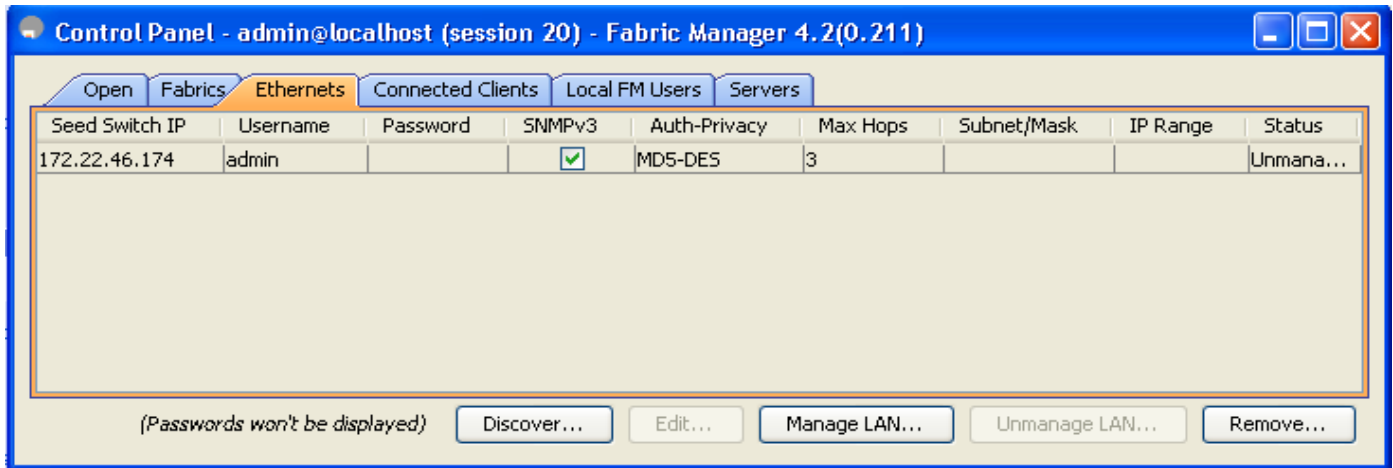 Control Panel - admin@localhost (session 20) - Fabric Manager 4.2(0.211)
Open Fabrics Ethernets Connected Clients Local FM Users Servers
Seed Switch IP Username Password SNMPv3 Auth-Privacy Max Hops Subnet/Mask IP Range Status
172.22.46.174 admin MD5-DES 3 Unmana...
(Passwords won't be displayed) Discover... Edit... Manage LAN... Unmanage LAN... Remove...